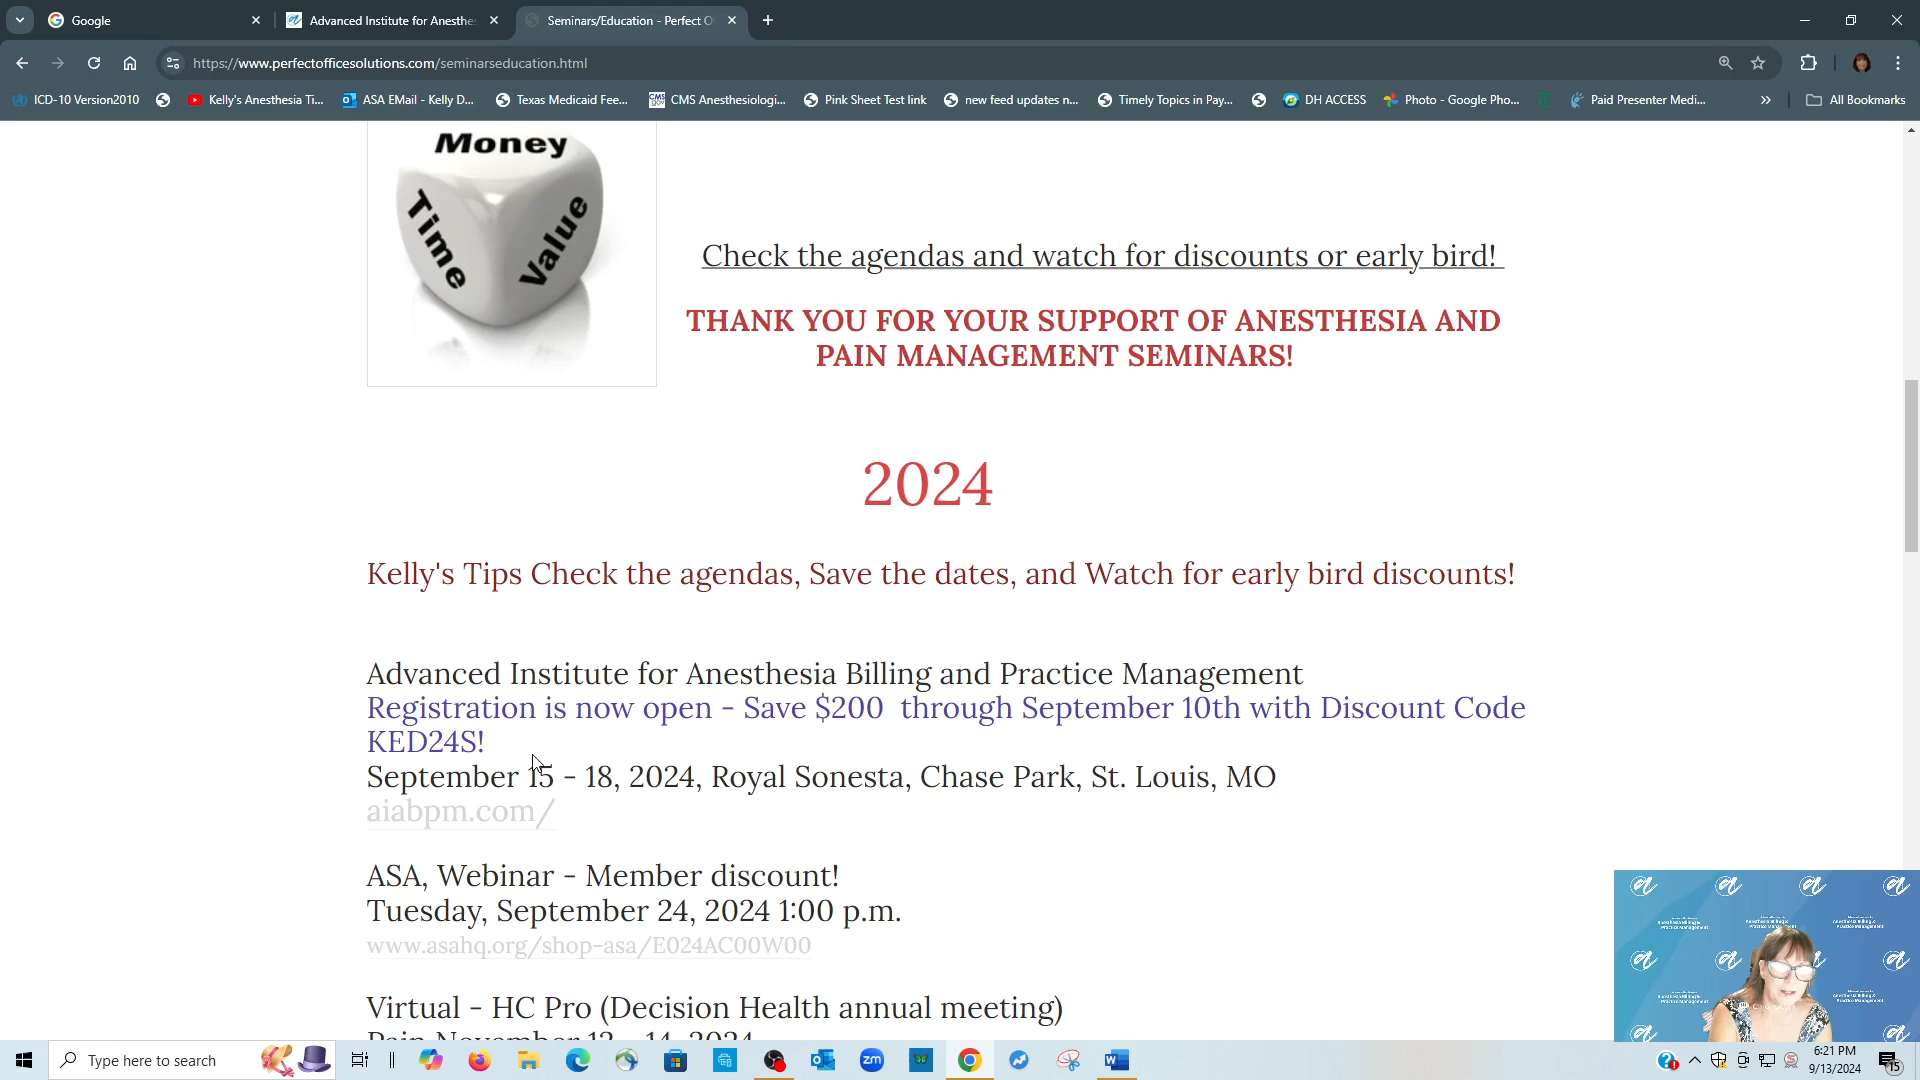 Google
Advanced Institute for Anesthes
Seminars/Education - Perfect O
https://www.perfectofficesolutions.com/seminarseducation.html
ICD-10 Version2010
Kelly's Anesthesia Ti...
ASA EMail - Kelly D...
Texas Medicaid Fee...
CMS Anesthesiologi...
Pink Sheet Test link
new feed updates n...
Timely Topics in Pay...
DH ACCESS
Photo - Google Pho...
Paid Presenter Medi...
All Bookmarks
Money
Time
Value
Check the agendas and watch for discounts or early bird!
THANK YOU FOR YOUR SUPPORT OF ANESTHESIA AND
PAIN MANAGEMENT SEMINARS!
2024
Kelly's Tips Check the agendas, Save the dates, and Watch for early bird discounts!
Advanced Institute for Anesthesia Billing and Practice Management
Registration is now open - Save $200 through September 10th with Discount Code
KED24S!
September 15 - 18, 2024, Royal Sonesta, Chase Park, St. Louis, MO
aiabpm.com/
ASA, Webinar - Member discount!
Tuesday, September 24, 2024 1:00 p.m.
www.asahq.org/shop-asa/E024AC00W00
Virtual - HC Pro (Decision Health annual meeting)
Type here to search
6:21 PM
9/13/2024
15